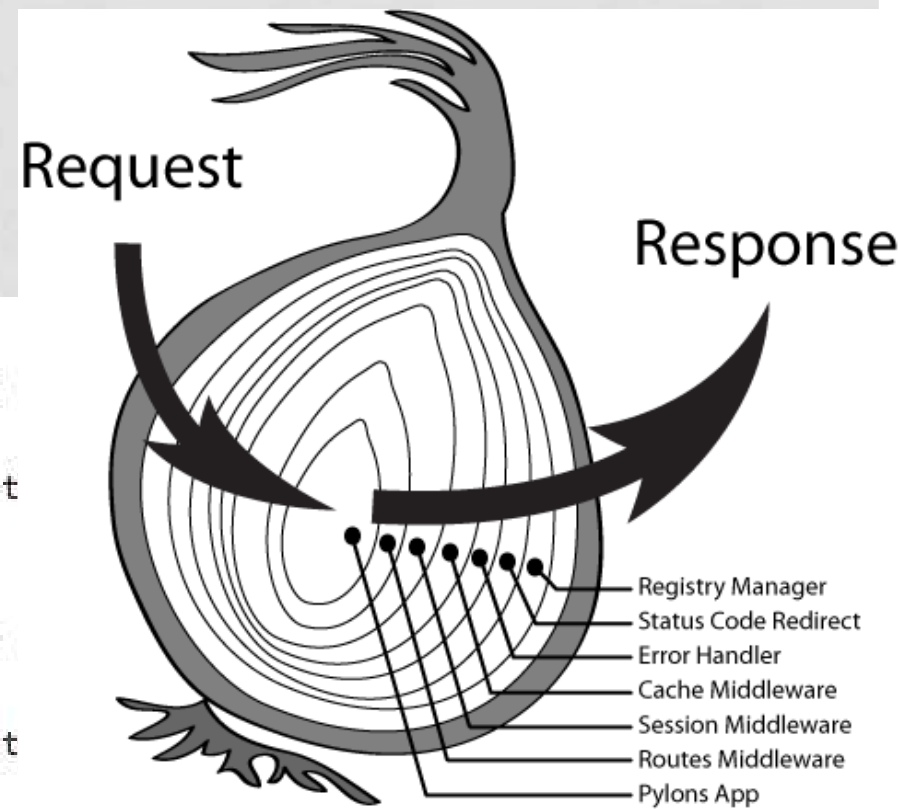 Request
Response
t
Registry Manager
Status Code Redirect
Error Handler
Cache Middleware
Session Middleware
Routes Middleware
t
Pylons App